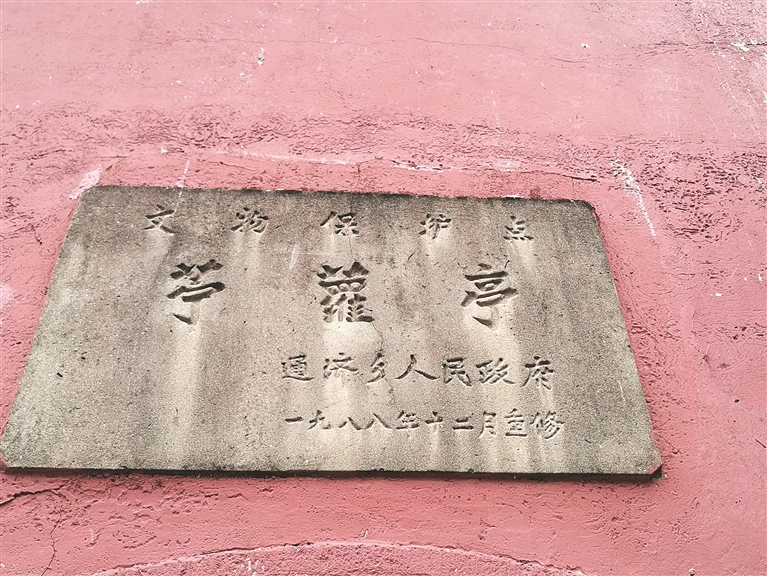 文物保护点
苧蘿亭
通济乡人民政府
一九八八年十二月重修